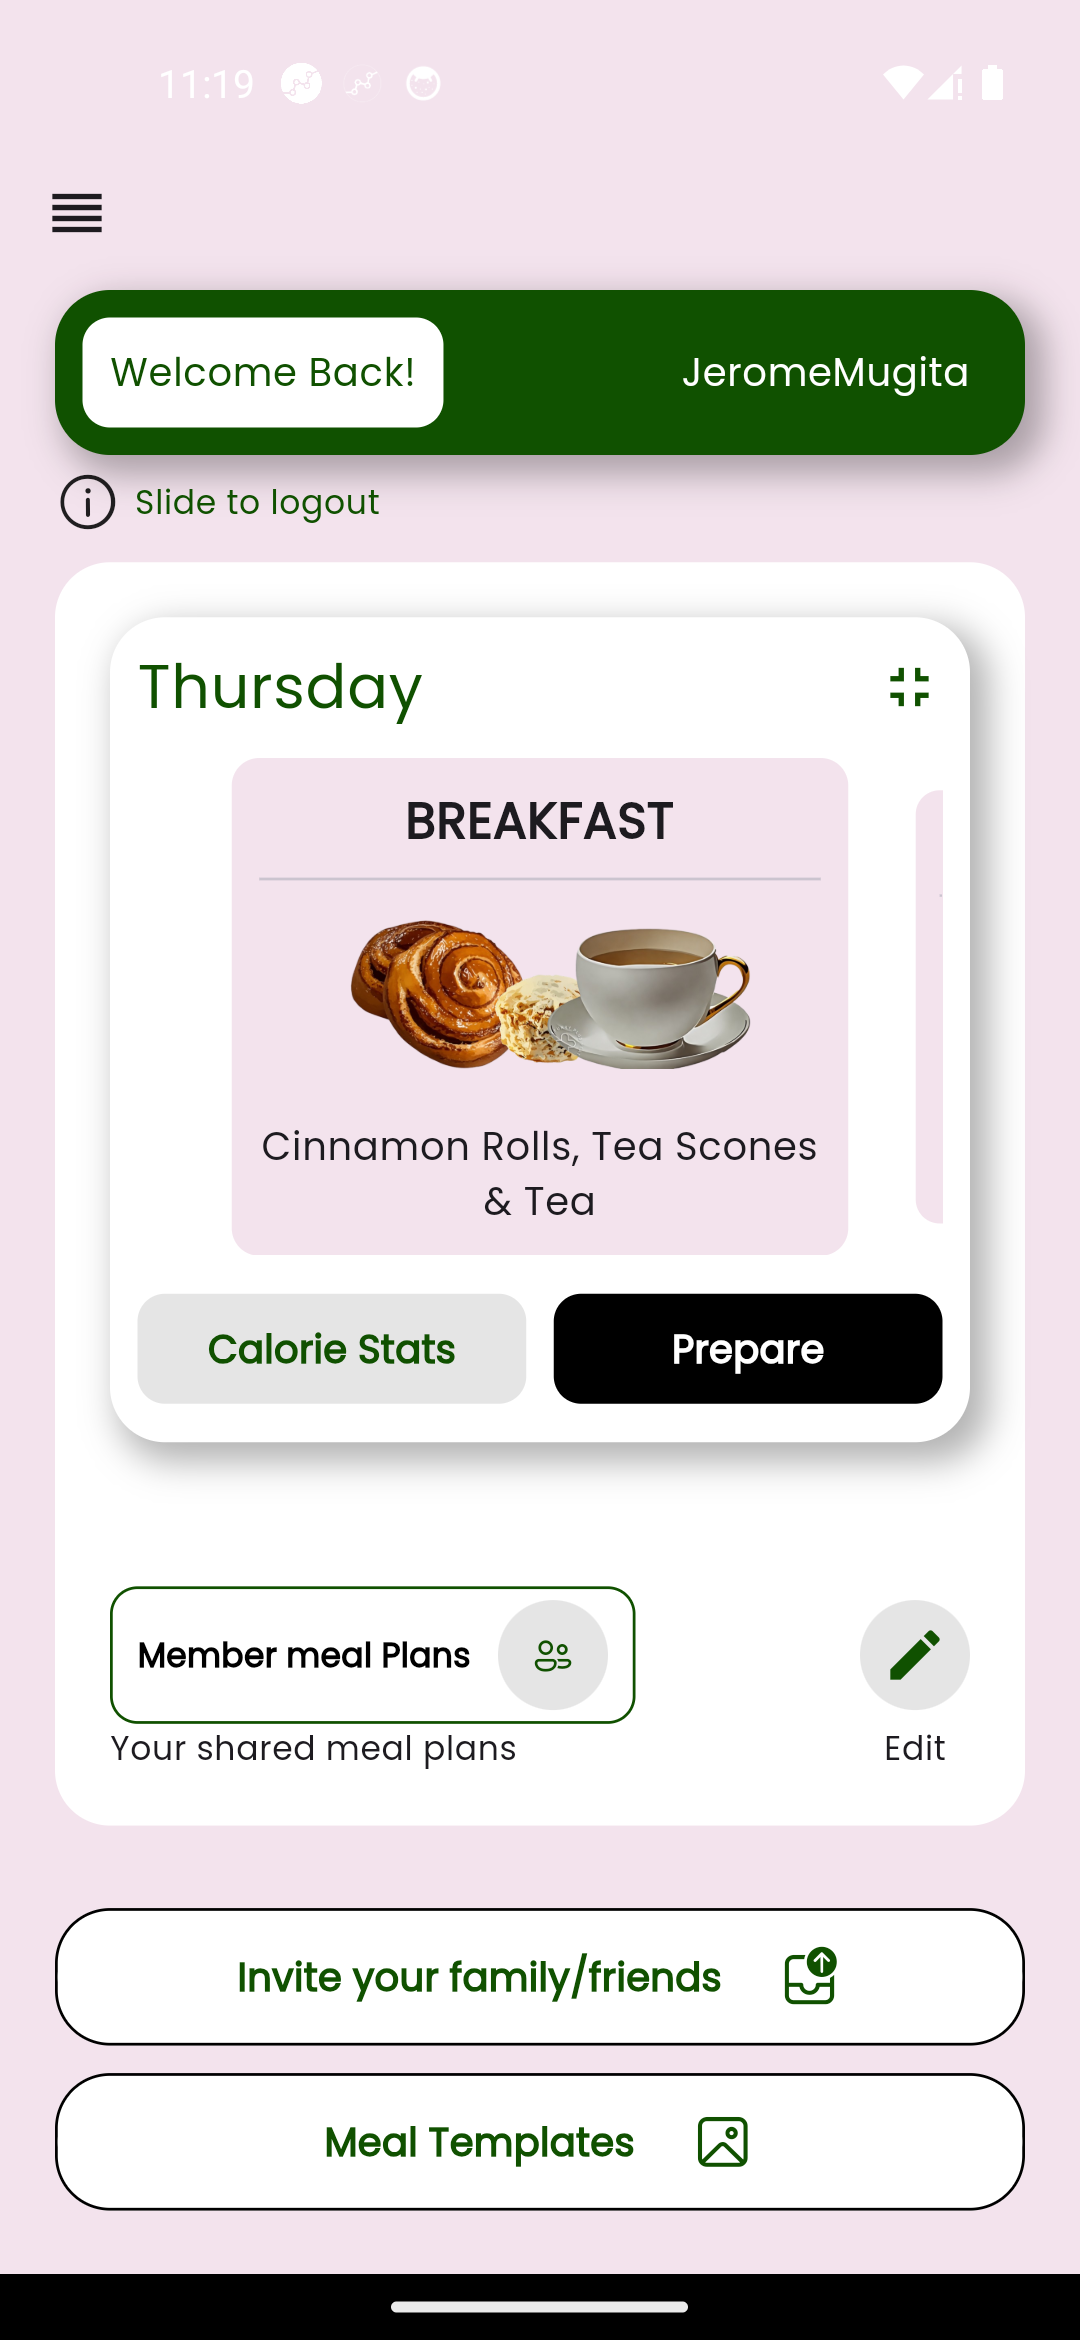 11:19
Welcome Back!
JeromeMugita
Slide to logout
Thursday
BREAKFAST
Cinnamon Rolls, Tea Scones
& Tea
Calorie Stats
Prepare
Member meal Plans
Your shared meal plans
Edit
Invite your family/friends
Meal Templates